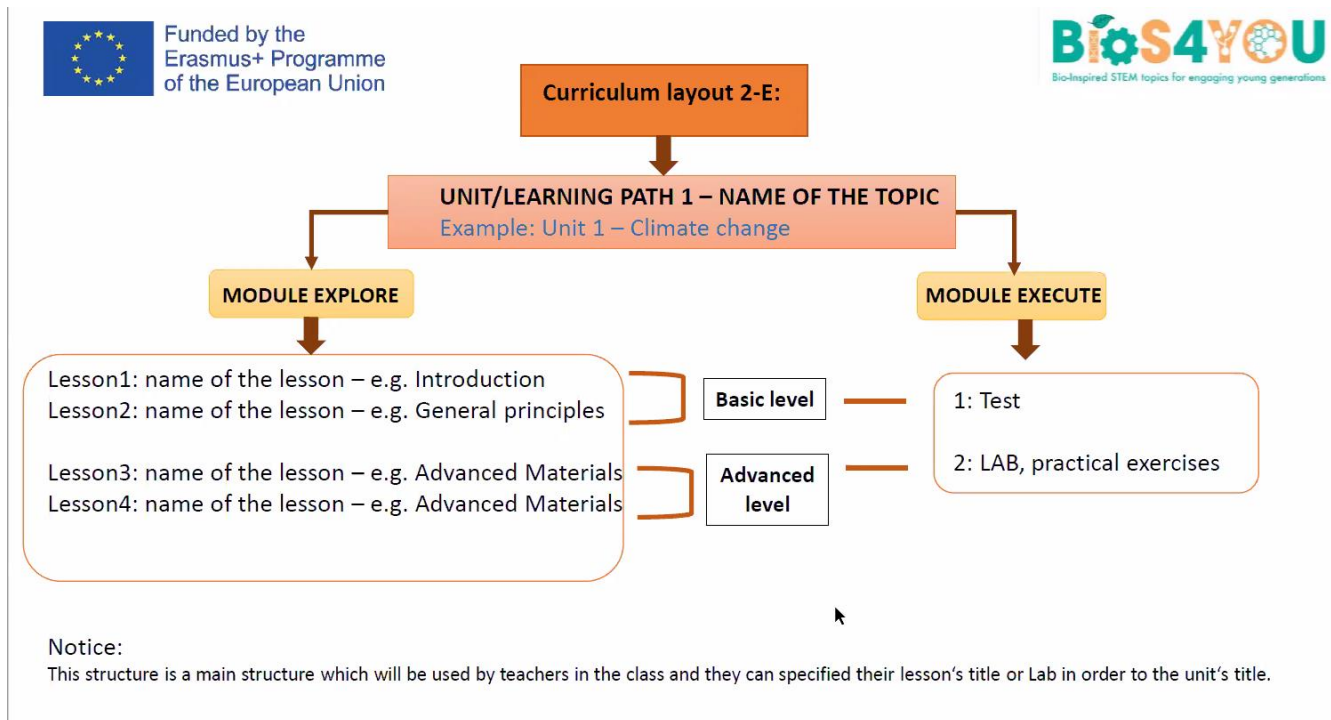 Funded by the
Erasmus+ Programme
of the European Union
BioS4YOU
Bio-Inspired STEM topics for engaging young generations
Curriculum layout 2-E:
UNIT/LEARNING PATH 1 – NAME OF THE TOPIC
Example: Unit 1 – Climate change
MODULE EXPLORE
MODULE EXECUTE
Lesson1: name of the lesson – e.g. Introduction
Lesson2: name of the lesson – e.g. General principles
Lesson3: name of the lesson – e.g. Advanced Materials
Lesson4: name of the lesson – e.g. Advanced Materials
Basic level
Advanced
level
1: Test
2: LAB, practical exercises
Notice:
This structure is a main structure which will be used by teachers in the class and they can specified their lesson's title or Lab in order to the unit's title.